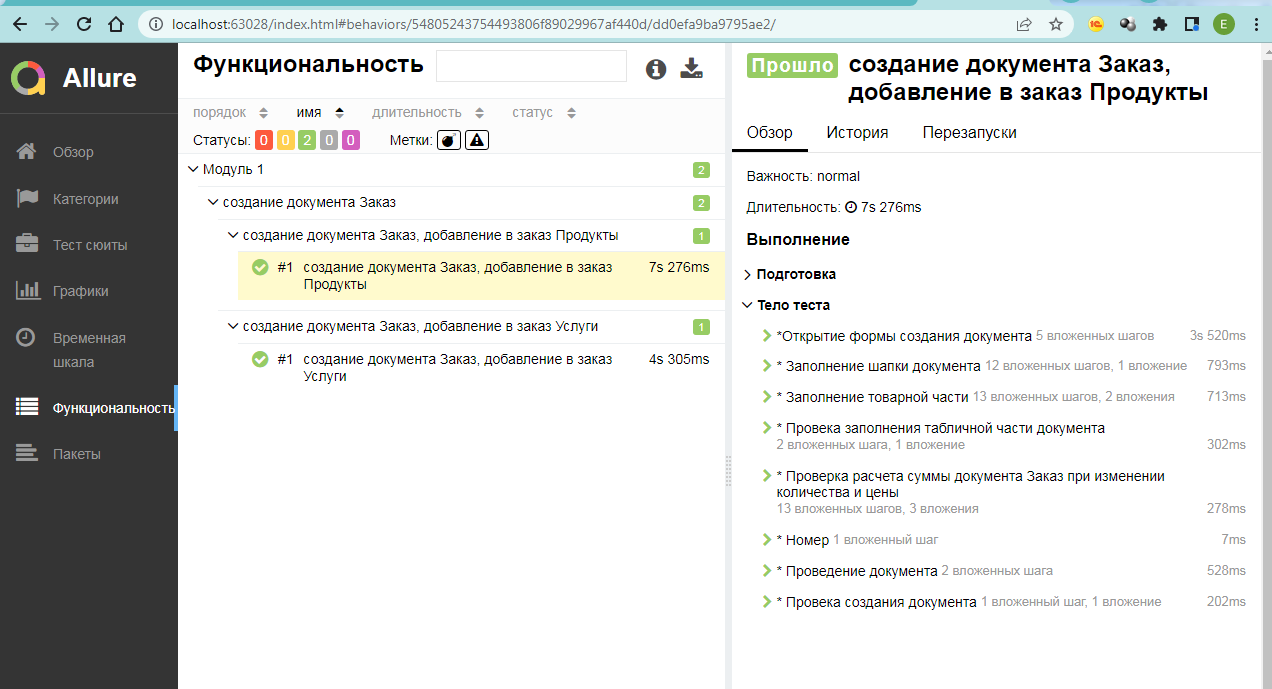 localhost:63028/index.html#behaviors/54805243754493806f89029967af440d/dd0efa9ba9795ae2/
E
Allure
Обзор
Категории
Тест сюиты
Графики
Временная
шкала
Функциональность
Пакеты
Функциональность
порядок имя длительность статус
Статусы: 0 0 2 0 0 Метки:
Модуль 1 2
создание документа Заказ 2
создание документа Заказ, добавление в заказ Продукты 1
#1 создание документа Заказ, добавление в заказ 7s 276ms
Продукты
создание документа Заказ, добавление в заказ Услуги 1
#1 создание документа Заказ, добавление в заказ 4s 305ms
Услуги
Прошло создание документа Заказ,
добавление в заказ Продукты
Обзор История Перезапуски
Важность: normal
Длительность: 7s 276ms
Выполнение
Подготовка
Тело теста
*Открытие формы создания документа 5 вложенных шагов 3s 520ms
* Заполнение шапки документа 12 вложенных шагов, 1 вложение 793ms
* Заполнение товарной части 13 вложенных шагов, 2 вложения 713ms
* Провека заполнения табличной части документа
2 вложенных шага, 1 вложение 302ms
* Проверка расчета суммы документа Заказ при изменении
количества и цены
13 вложенных шагов, 3 вложения 278ms
* Номер 1 вложенный шаг 7ms
* Проведение документа 2 вложенных шага 528ms
* Провека создания документа 1 вложенный шаг, 1 вложение 202ms